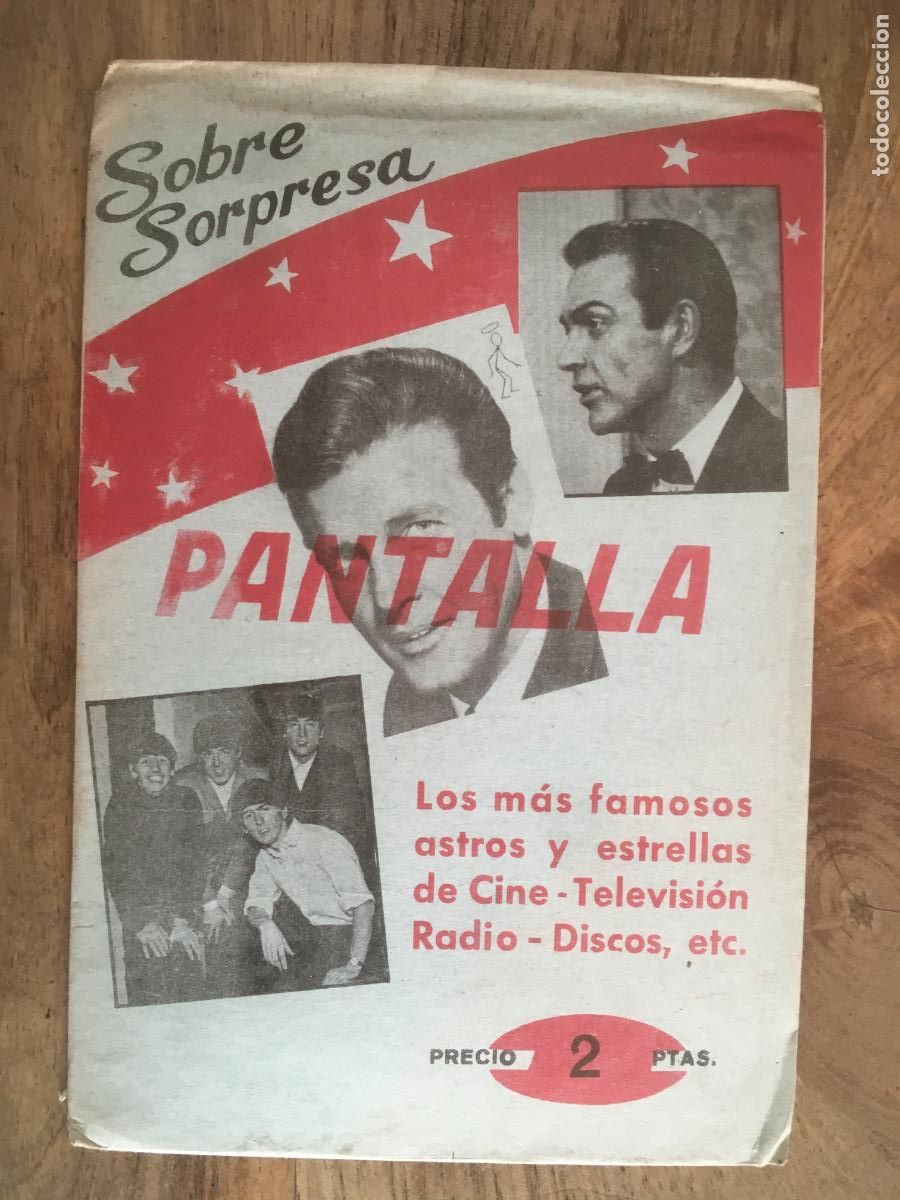 Sobre
Sorpresa
PANTALLA
Los más famosos
astros y estrellas
de Cine - Televisión
Radio - Discos, etc.
PRECIO 2 PTAS.
todocoleccion